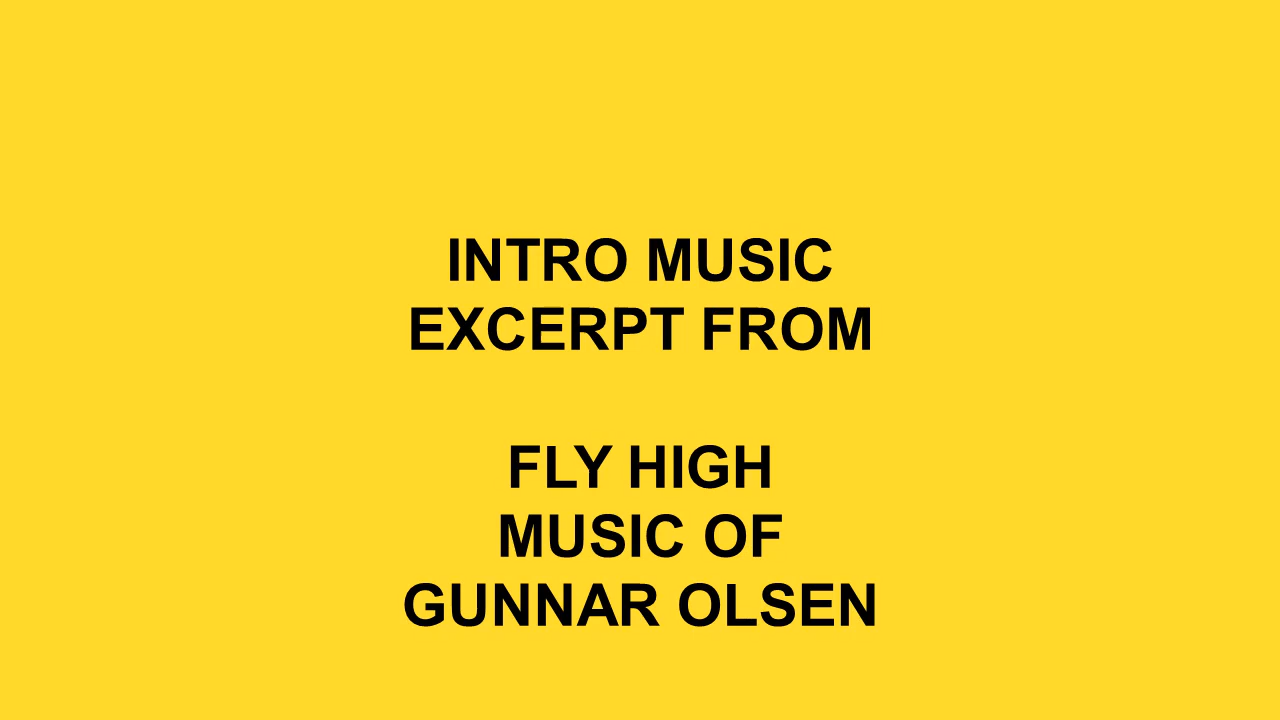 INTRO MUSIC
EXCERPT FROM
FLY HIGH
MUSIC OF
GUNNAR OLSEN